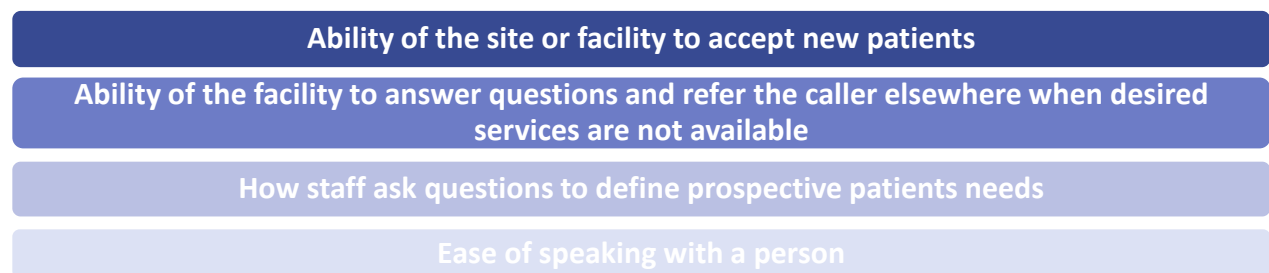 Ability of the site or facility to accept new patients
Ability of the facility to answer questions and refer the caller elsewhere when desired
services are not available
How staff ask questions to define prospective patients needs
Ease of speaking with a person